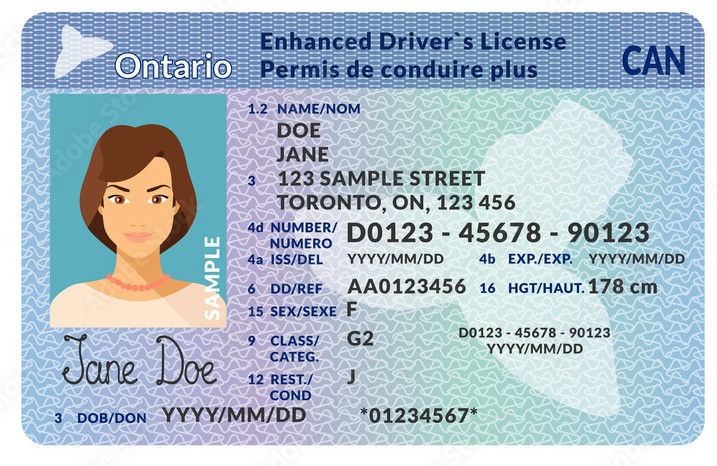 Ontario
Enhanced Driver`s License
Permis de conduire plus
CAN
1.2 NAME/NOM
DOE
JANE
3 123 SAMPLE STREET
TORONTO, ON, 123 456
4d NUMBER/
NUMERO D0123 - 45678 - 90123
4a ISS/DEL YYYY/MM/DD 4b EXP./EXP. YYYY/MM/DD
6 DD/REF AA0123456 16 HGT/HAUT. 178 cm
15 SEX/SEXE F
9 CLASS/
CATEG. G2
D0123 - 45678 - 90123
YYYY/MM/DD
12 REST./
COND J
SAMPLE
Jane Doe
3 DOB/DON YYYY/MM/DD *01234567*
Adobe Stock